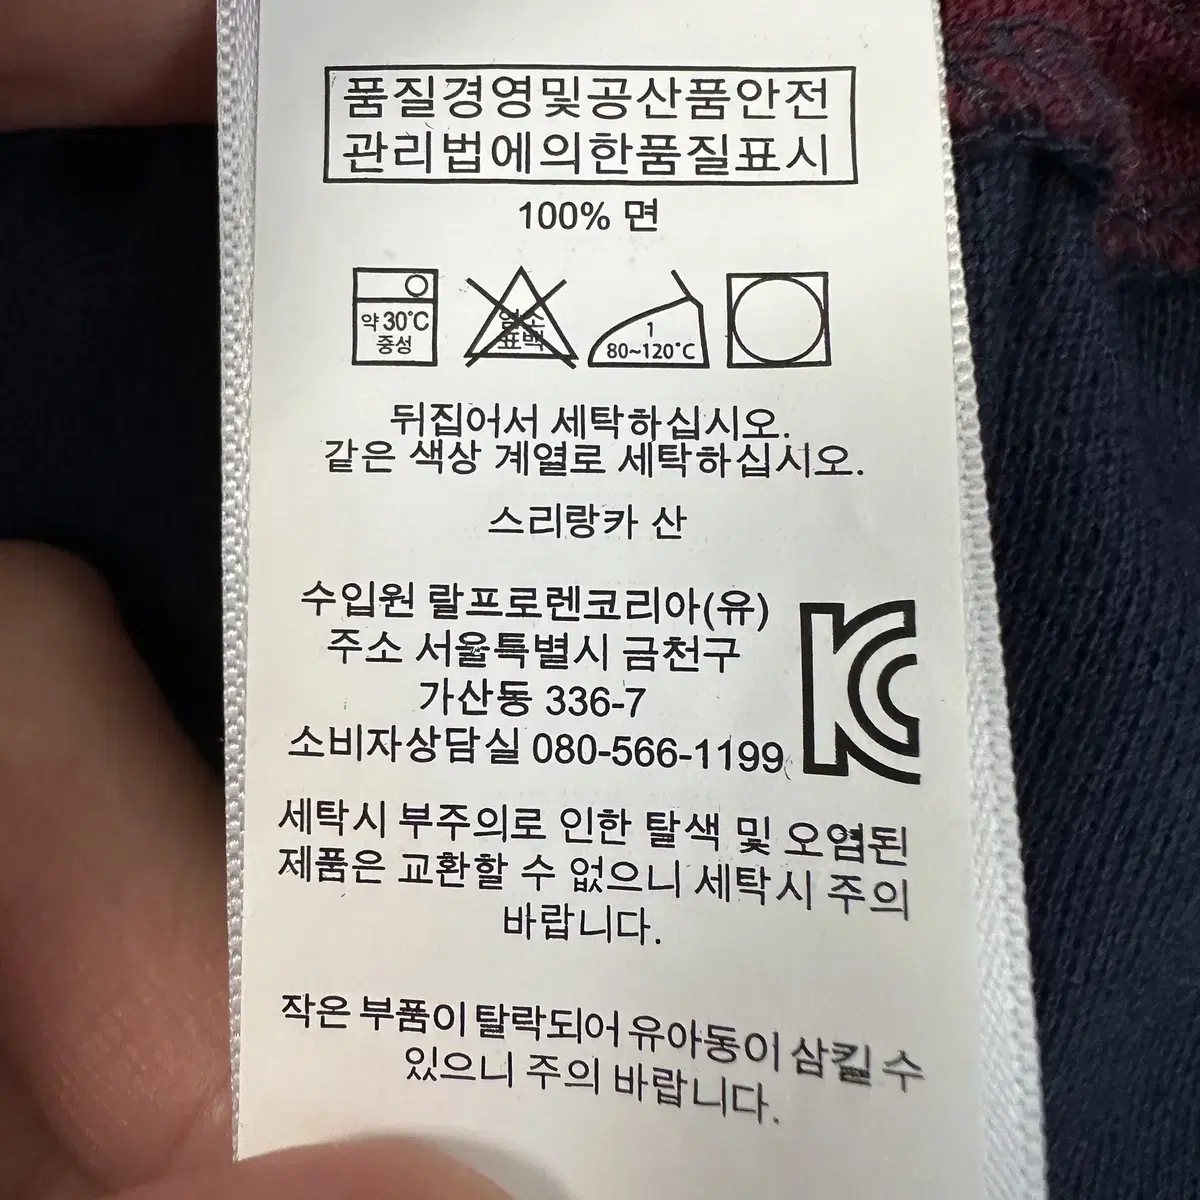 품질경영및공산품안전
관리법에의한품질표시
100% 면
약 30°C
중성
염소
표백
1
80~120°C
뒤집어서 세탁하십시오.
같은 색상 계열로 세탁하십시오.
스리랑카 산
수입원 랄프로렌코리아(유)
주소 서울특별시 금천구
가산동 336-7
소비자상담실 080-566-1199
KC
세탁시 부주의로 인한 탈색 및 오염된
제품은 교환할 수 없으니 세탁시 주의
바랍니다.
작은 부품이 탈락되어 유아동이 삼킬 수
있으니 주의 바랍니다.